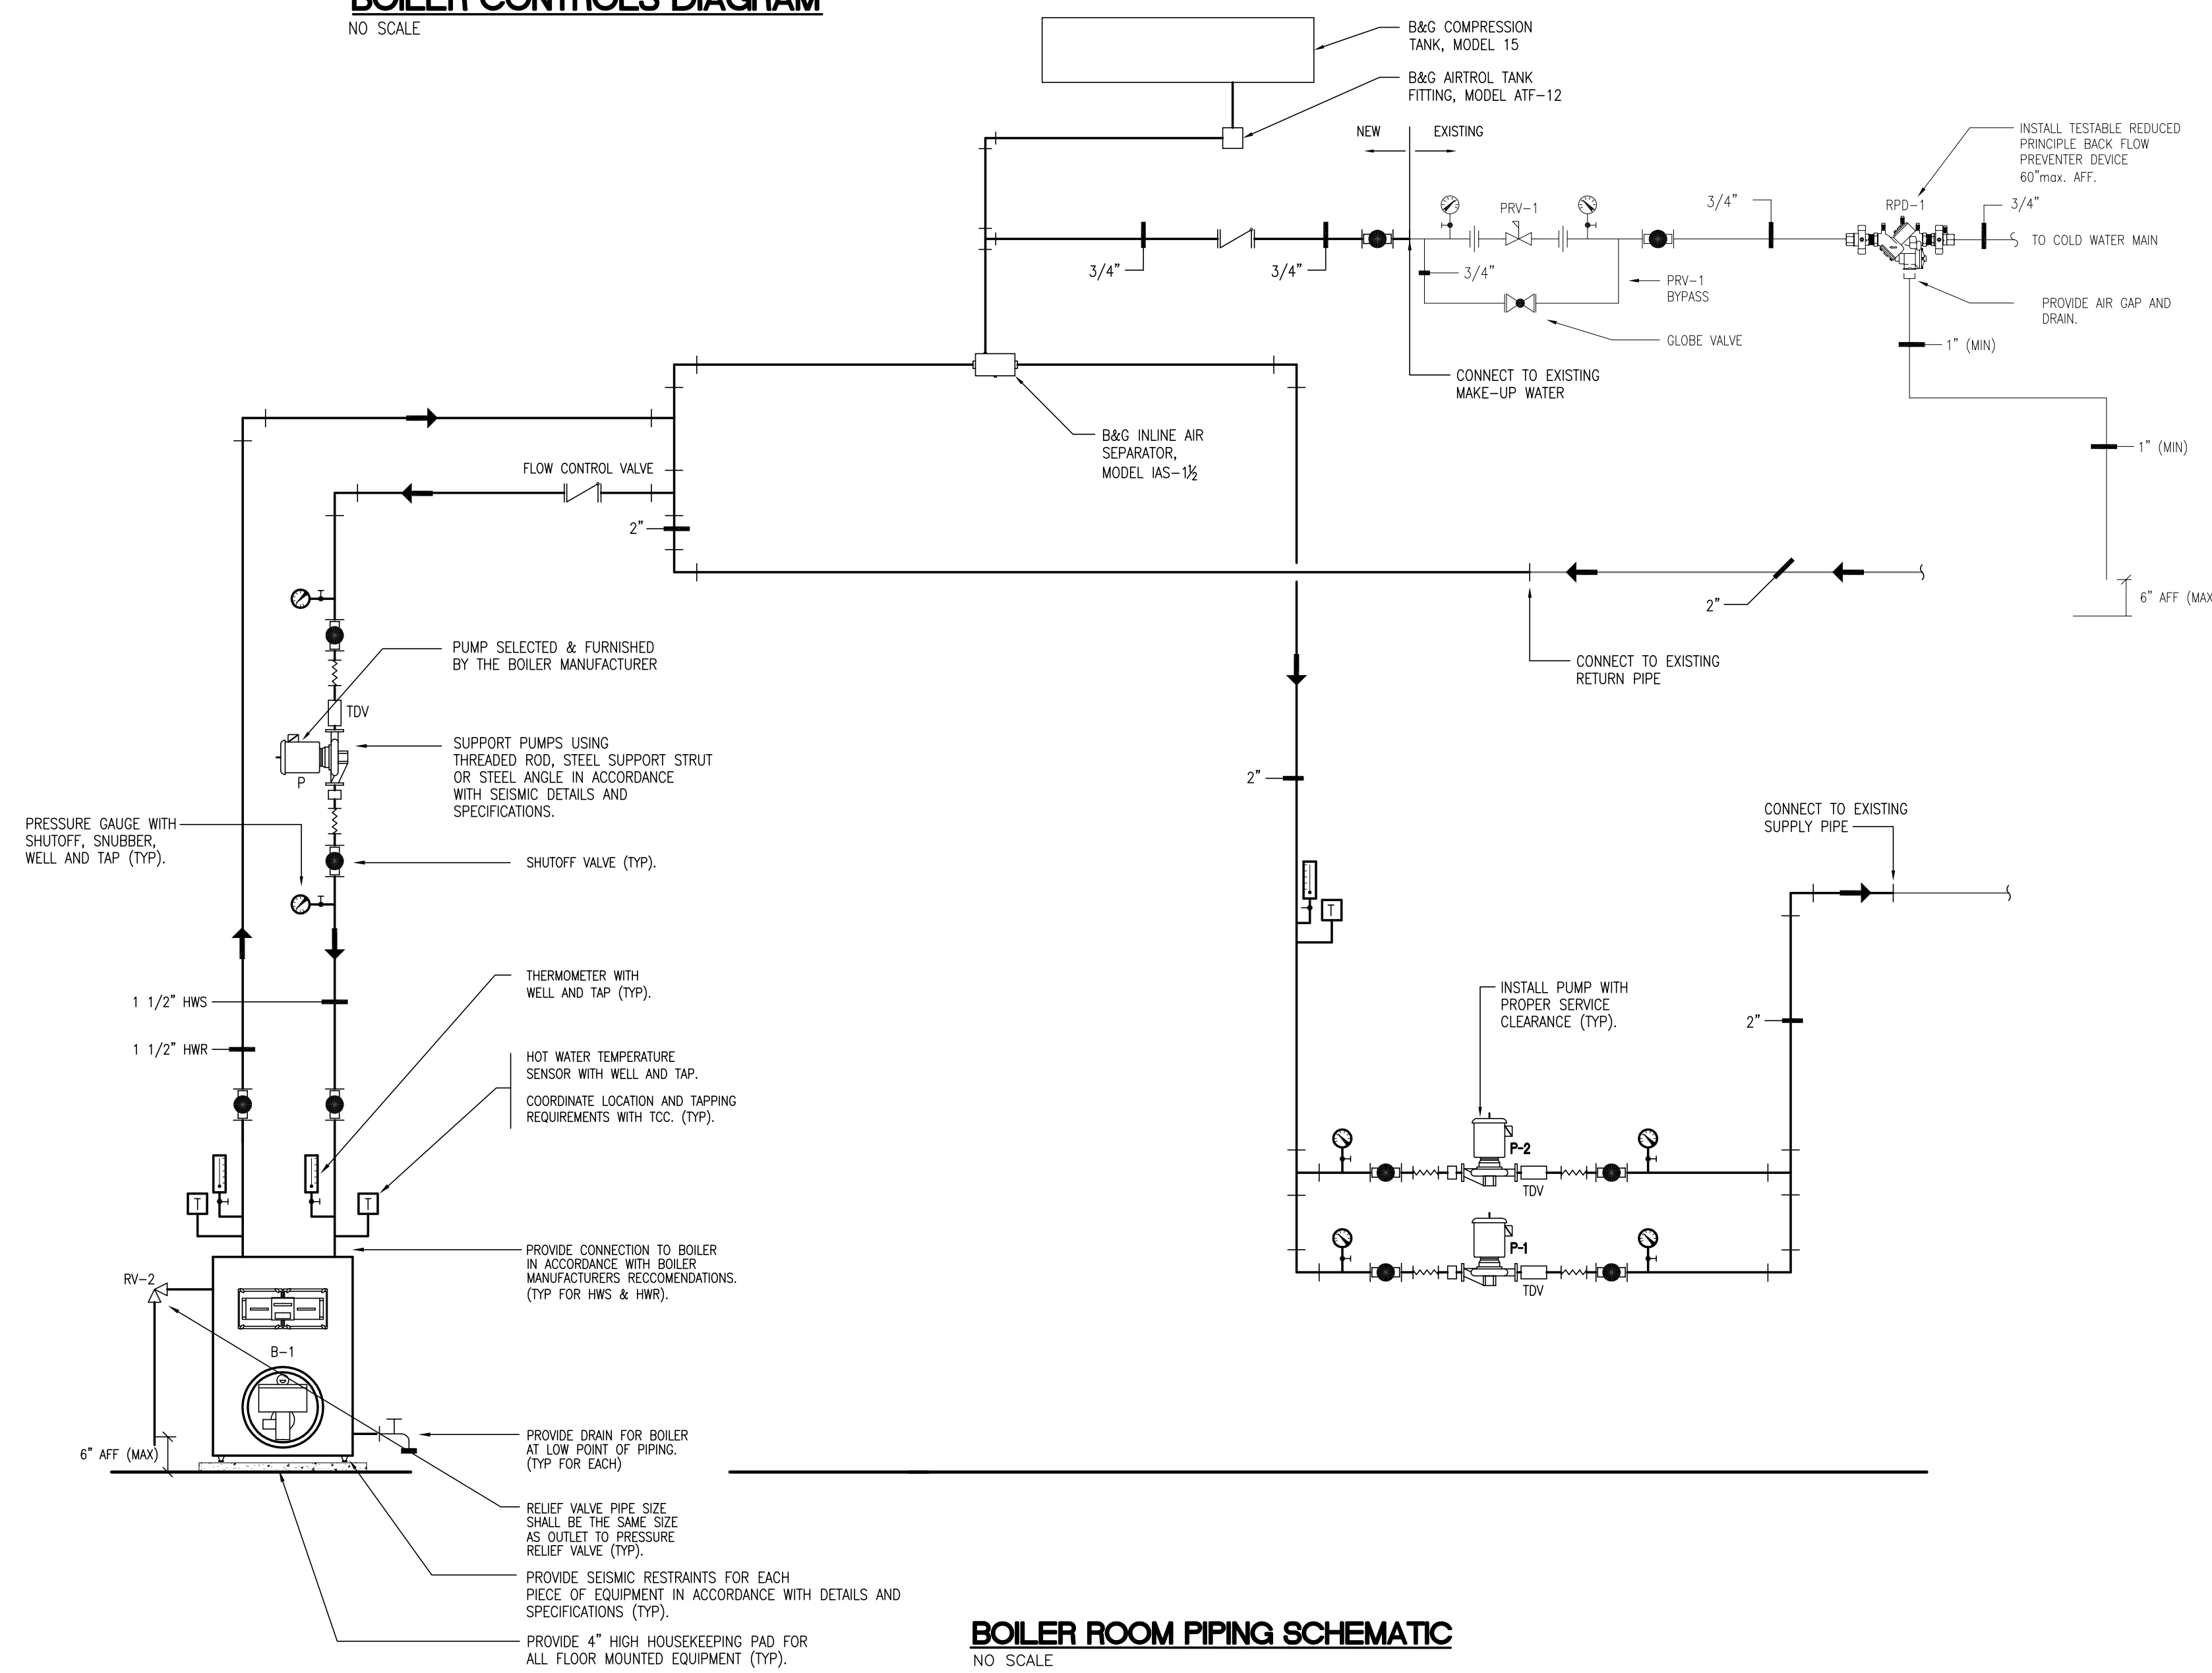 BOILER CONTROLS DIAGRAM
NO SCALE
B&G COMPRESSION
TANK, MODEL 15
B&G AIRTROL TANK
FITTING, MODEL ATF-12
NEW
EXISTING
INSTALL TESTABLE REDUCED
PRINCIPLE BACK FLOW
PREVENTER DEVICE
60"max. AFF.
3/4"
PRV-1
RPD-1
3/4"
TO COLD WATER MAIN
3/4"
3/4"
3/4"
PRV-1
BYPASS
PROVIDE AIR GAP AND
DRAIN.
GLOBE VALVE
1" (MIN)
CONNECT TO EXISTING
MAKE-UP WATER
B&G INLINE AIR
SEPARATOR,
MODEL IAS-1½
1" (MIN)
FLOW CONTROL VALVE
2"
2"
6" AFF (MAX
CONNECT TO EXISTING
RETURN PIPE
PUMP SELECTED & FURNISHED
BY THE BOILER MANUFACTURER
TDV
P
SUPPORT PUMPS USING
THREADED ROD, STEEL SUPPORT STRUT
OR STEEL ANGLE IN ACCORDANCE
WITH SEISMIC DETAILS AND
SPECIFICATIONS.
2"
PRESSURE GAUGE WITH
SHUTOFF, SNUBBER,
WELL AND TAP (TYP).
CONNECT TO EXISTING
SUPPLY PIPE
SHUTOFF VALVE (TYP).
T
THERMOMETER WITH
WELL AND TAP (TYP).
1 1/2" HWS
1 1/2" HWR
INSTALL PUMP WITH
PROPER SERVICE
CLEARANCE (TYP).
2"
HOT WATER TEMPERATURE
SENSOR WITH WELL AND TAP.
COORDINATE LOCATION AND TAPPING
REQUIREMENTS WITH TCC. (TYP).
P-2
TDV
T
T
P-1
TDV
PROVIDE CONNECTION TO BOILER
IN ACCORDANCE WITH BOILER
MANUFACTURERS RECCOMENDATIONS.
(TYP FOR HWS & HWR).
RV-2
B-1
6" AFF (MAX)
PROVIDE DRAIN FOR BOILER
AT LOW POINT OF PIPING.
(TYP FOR EACH)
RELIEF VALVE PIPE SIZE
SHALL BE THE SAME SIZE
AS OUTLET TO PRESSURE
RELIEF VALVE (TYP).
PROVIDE SEISMIC RESTRAINTS FOR EACH
PIECE OF EQUIPMENT IN ACCORDANCE WITH DETAILS AND
SPECIFICATIONS (TYP).
PROVIDE 4" HIGH HOUSEKEEPING PAD FOR
ALL FLOOR MOUNTED EQUIPMENT (TYP).
BOILER ROOM PIPING SCHEMATIC
NO SCALE